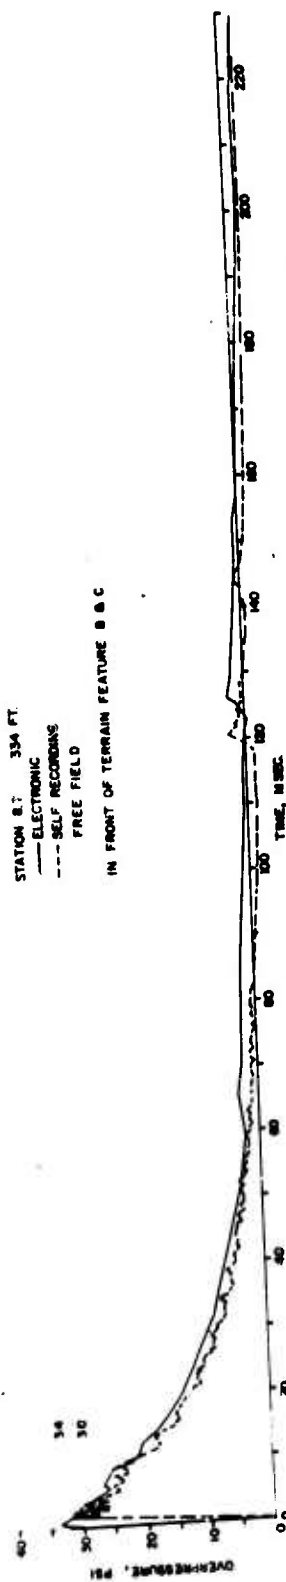 STATION 8.7 334 FT.
ELECTRONIC
SELF RECORDING
FREE FIELD
IN FRONT OF TERRAIN FEATURE B & C
34
30
OVERPRESSURE, PSI
40
30
20
10
0 0
20
40
60
80
100
120
140
160
180
200
220
TIME, MSEC.